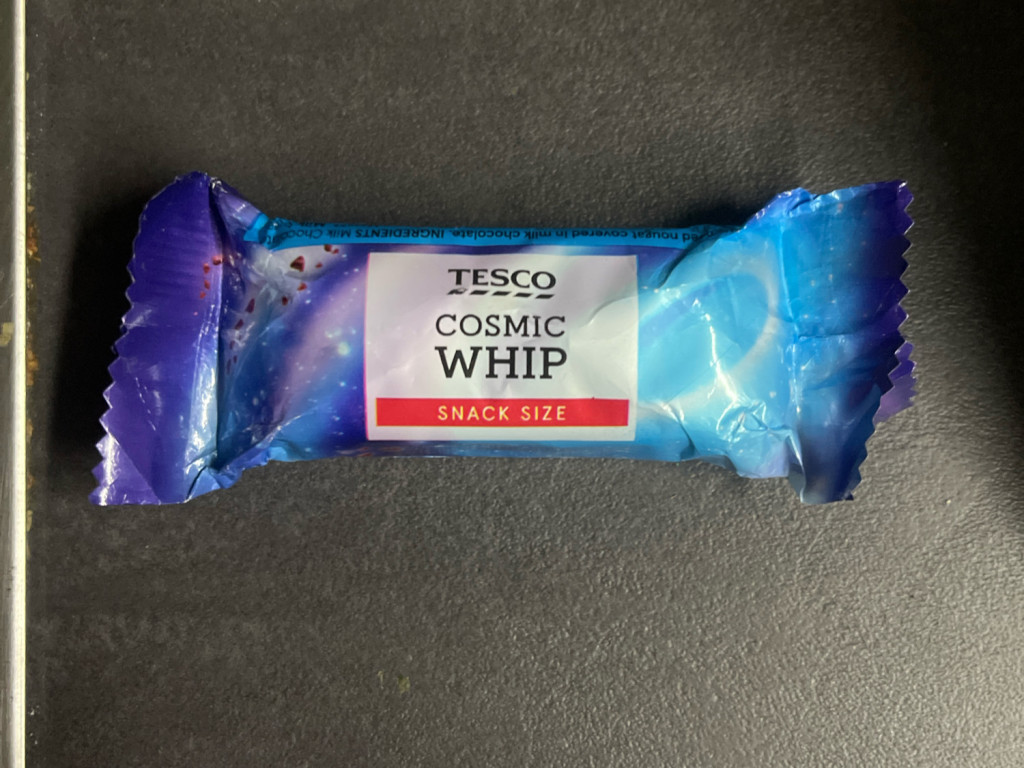 nougat covered in milk chocolate. INGREDIENTS Milk
TESCO
COSMIC
WHIP
SNACK SIZE